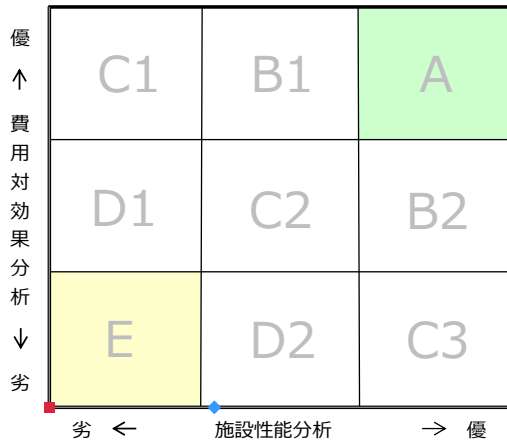 優
↑
費用対効果分析
↓
劣
C1 B1 A
D1 C2 B2
E D2 C3
劣 ← 施設性能分析 → 優